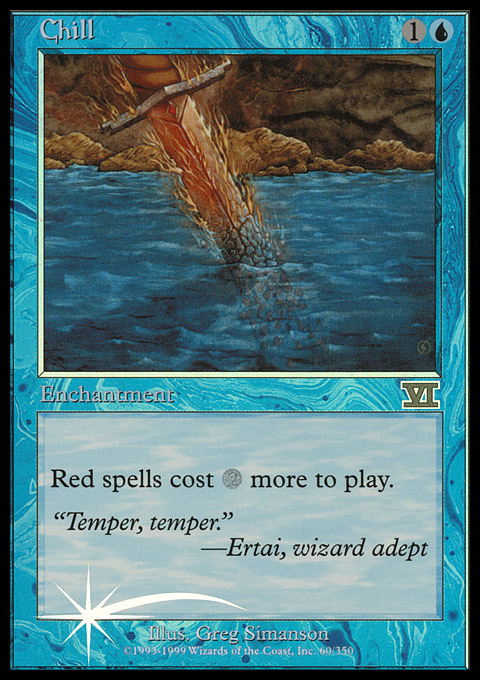 Chill 1
Enchantment VI
Red spells cost 2 more to play.
“Temper, temper.”
—Ertai, wizard adept
Illus. Greg Simanson
©1993-1999 Wizards of the Coast, Inc. 60/350